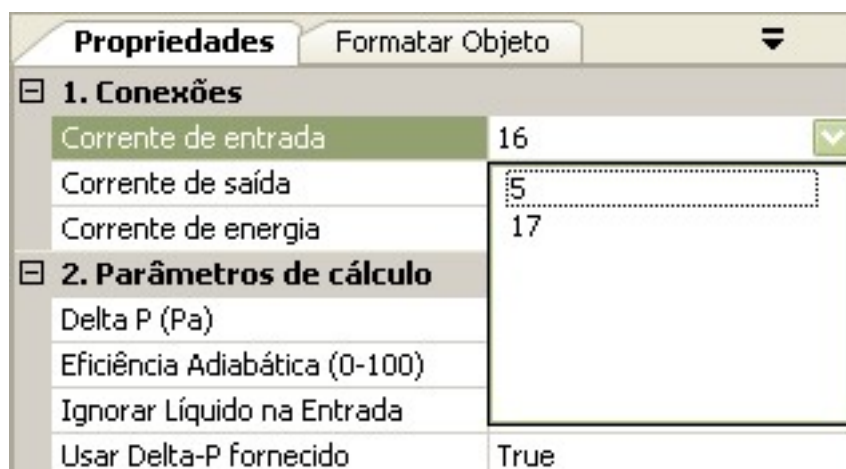 Propriedades Formatar Objeto
1. Conexões
Corrente de entrada 16
Corrente de saída 5
Corrente de energia 17
2. Parâmetros de cálculo
Delta P (Pa)
Eficiência Adiabática (0-100)
Ignorar Líquido na Entrada
Usar Delta-P fornecido True